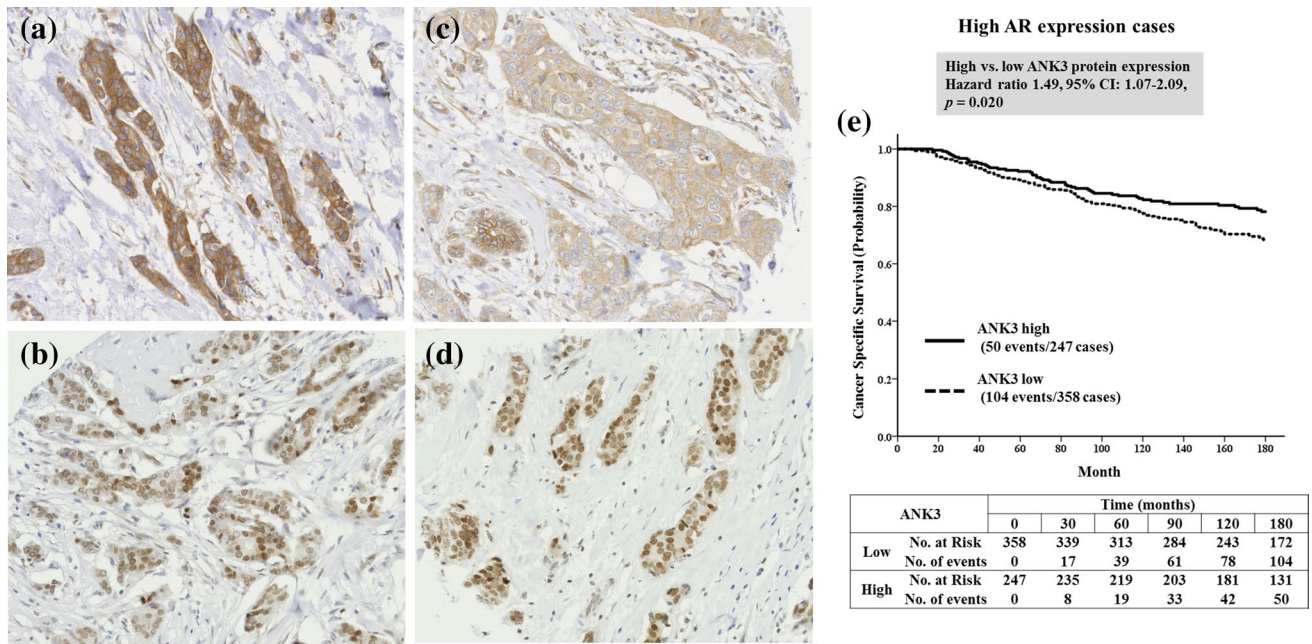 (a)
(c)
(b)
(d)
High AR expression cases
High vs. low ANK3 protein expression
Hazard ratio 1.49, 95% CI: 1.07-2.09,
p = 0.020
(e)
Cancer Specific Survival (Probability)
1.0
0.8
0.6
0.4
0.2
0.0
ANK3 high
(50 events/247 cases)
ANK3 low
(104 events/358 cases)
0 20 40 60 80 100 120 140 160 180
Month
ANK3 Time (months)
0 30 60 90 120 180
Low No. at Risk 358 339 313 284 243 172
No. of events 0 17 39 61 78 104
High No. at Risk 247 235 219 203 181 131
No. of events 0 8 19 33 42 50